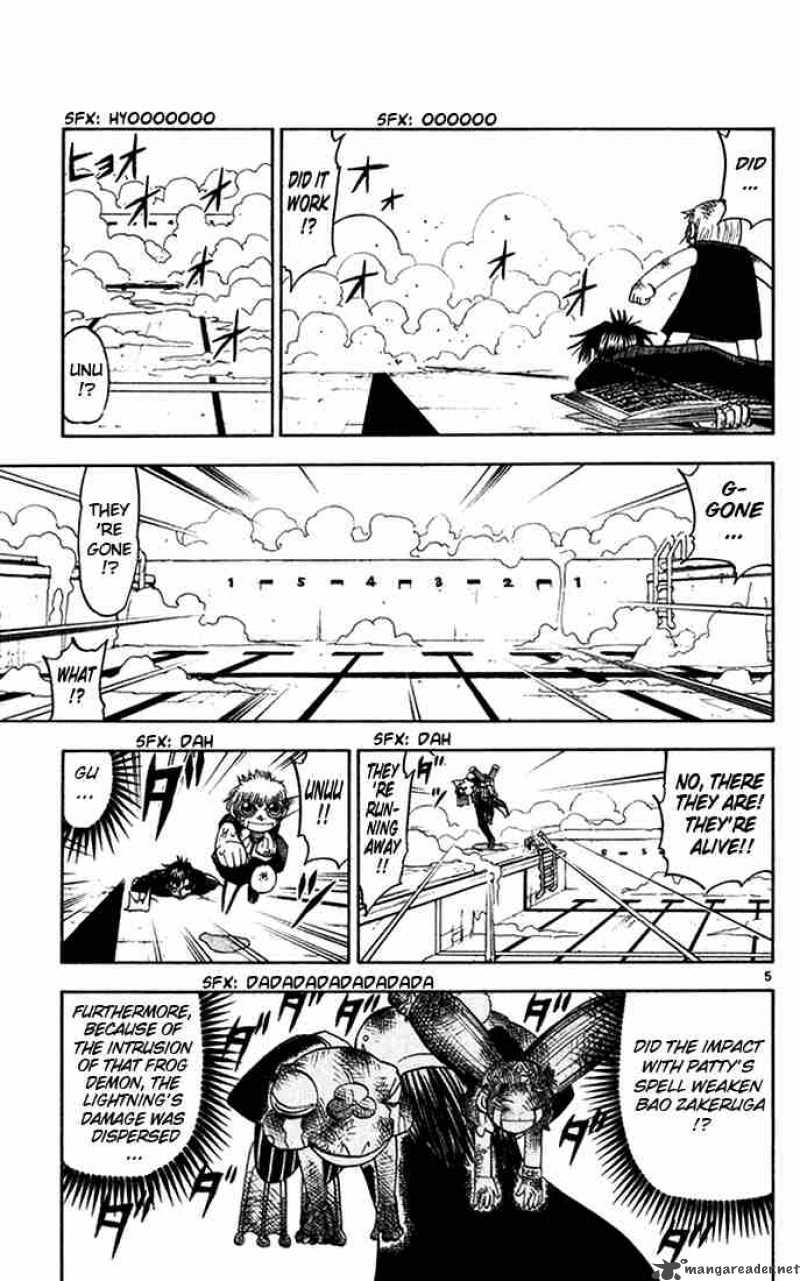 SFX: OOOOOO
DID
...
DID IT
WORK
!?
オ
オ
オ
オ
SFX: HYOOOOOOO
ヒョオ
オ
オ
オ
UNU
!?
G-
GONE
...
THEY
'RE
GONE
!?
1 5 4 3 2 1
WHAT
!?
SFX: DAH
NO, THERE
THEY ARE!
THEY'RE
ALIVE!!
THEY
'RE
RUN-
NING
AWAY
!!
ダ
SFX: DAH
UNUU
!!
ダ
GU
...
5
SFX: DADADADADADADADA
DID THE IMPACT
WITH PATTY'S
SPELL WEAKEN
BAO ZAKERUGA
!?
ダ
ダ
ダ
ダ
ダ
ダ
ダ
ダ
FURTHERMORE,
BECAUSE OF
THE INTRUSION
OF THAT FROG
DEMON, THE
LIGHTNING'S
DAMAGE WAS
DISPERSED
...
mangareader.net